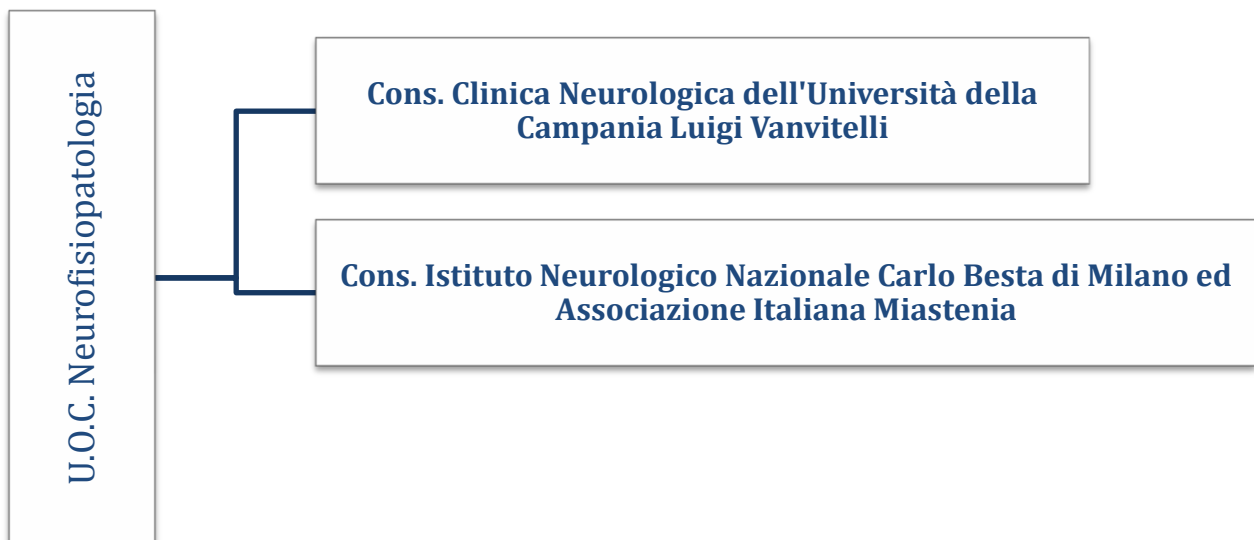 U.O.C. Neurofisiopatologia
Cons. Clinica Neurologica dell'Università della
Campania Luigi Vanvitelli
Cons. Istituto Neurologico Nazionale Carlo Besta di Milano ed
Associazione Italiana Miastenia